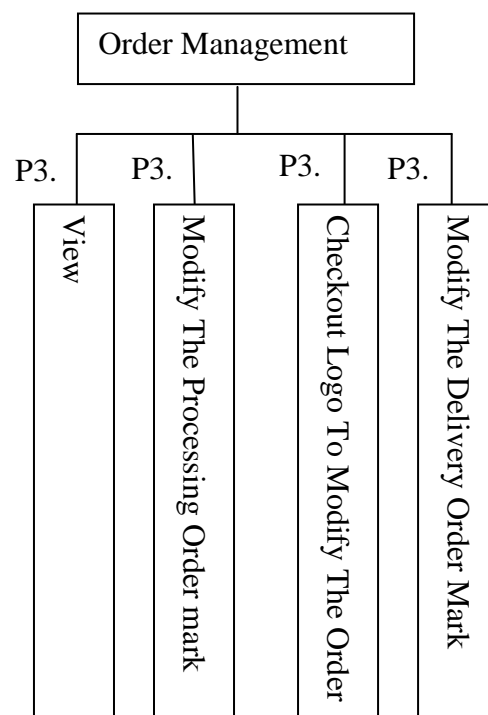 Order Management
P3.
P3.
P3.
P3.
View
Modify The Processing Order mark
Checkout Logo To Modify The Order
Modify The Delivery Order Mark